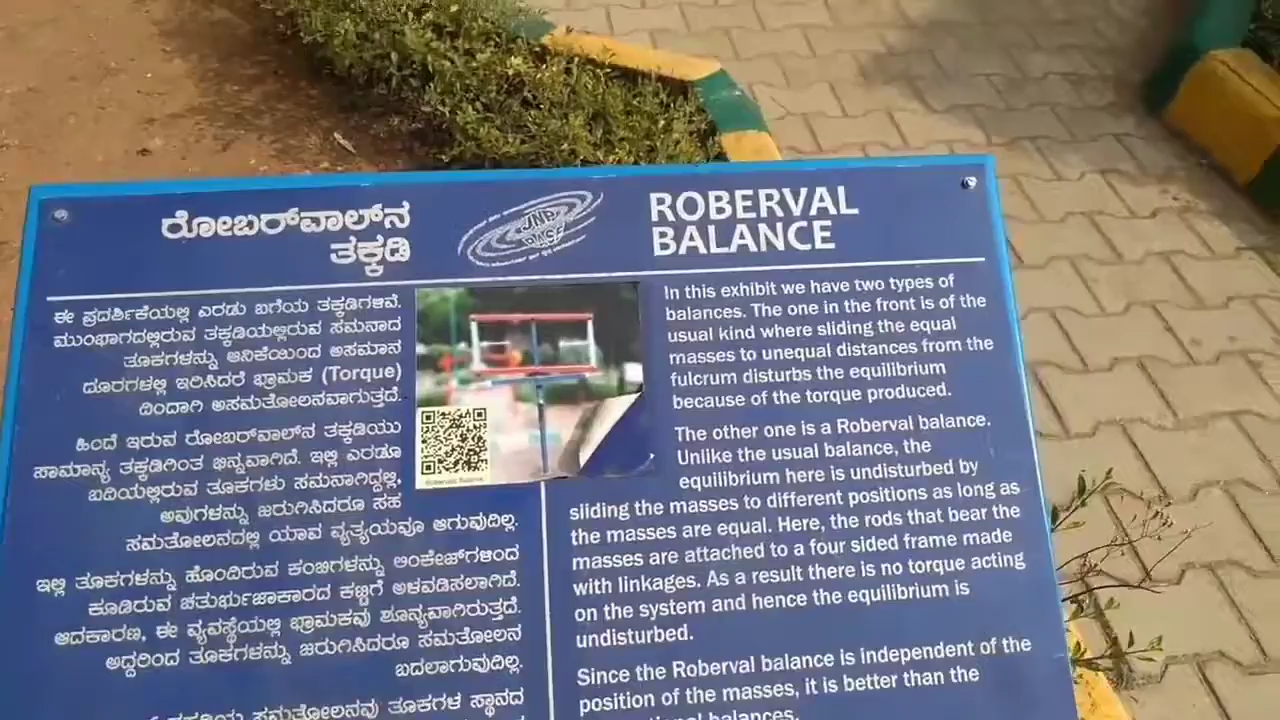 ರೋಬರ್‌ವಾಲ್‌ನ
ತಕ್ಕಡಿ
JNP
ROBERVAL
BALANCE
ಈ ಪ್ರದರ್ಶಿಕೆಯಲ್ಲಿ ಎರಡು ಬಗೆಯ ತಕ್ಕಡಿಗಳಿವೆ.
ಮುಂಭಾಗದಲ್ಲಿರುವ ತಕ್ಕಡಿಯಲ್ಲಿರುವ ಸಮನಾದ
ತೂಕಗಳನ್ನು ಆನಿಕೆಯಿಂದ ಅಸಮಾನ
ದೂರಗಳಲ್ಲಿ ಇರಿಸಿದರೆ ಭ್ರಾಮಕ (Torque)
ದಿಂದಾಗಿ ಅಸಮತೋಲನವಾಗುತ್ತದೆ.
ಹಿಂದೆ ಇರುವ ರೋಬರ್‌ವಾಲ್‌ನ ತಕ್ಕಡಿಯು
ಸಾಮಾನ್ಯ ತಕ್ಕಡಿಗಿಂತ ಭಿನ್ನವಾಗಿದೆ. ಇಲ್ಲಿ ಎರಡೂ
ಬದಿಯಲ್ಲಿರುವ ತೂಕಗಳು ಸಮನಾಗಿದ್ದಲ್ಲಿ,
ಅವುಗಳನ್ನು ಜರುಗಿಸಿದರೂ ಸಹ
ಸಮತೋಲನದಲ್ಲಿ ಯಾವ ವ್ಯತ್ಯಯವೂ ಆಗುವುದಿಲ್ಲ.
ಇಲ್ಲಿ ತೂಕಗಳನ್ನು ಹೊಂದಿರುವ ಕಂಬಿಗಳನ್ನು ಲಿಂಕೇಜ್‌ಗಳಿಂದ
ಕೂಡಿರುವ ಚತುರ್ಭುಜಾಕಾರದ ಕಟ್ಟಿಗೆ ಅಳವಡಿಸಲಾಗಿದೆ.
ಆದಕಾರಣ, ಈ ವ್ಯವಸ್ಥೆಯಲ್ಲಿ ಭ್ರಾಮಕವು ಶೂನ್ಯವಾಗಿರುತ್ತದೆ.
ಆದ್ದರಿಂದ ತೂಕಗಳನ್ನು ಜರುಗಿಸಿದರೂ ಸಮತೋಲನ
ಬದಲಾಗುವುದಿಲ್ಲ.
ತಕ್ಕಡಿಯ ಸಮತೋಲನವು ತೂಕಗಳ ಸ್ಥಾನದ
In this exhibit we have two types of
balances. The one in the front is of the
usual kind where sliding the equal
masses to unequal distances from the
fulcrum disturbs the equilibrium
because of the torque produced.
The other one is a Roberval balance.
Unlike the usual balance, the
equilibrium here is undisturbed by
sliding the masses to different positions as long as
the masses are equal. Here, the rods that bear the
masses are attached to a four sided frame made
with linkages. As a result there is no torque acting
on the system and hence the equilibrium is
undisturbed.
Since the Roberval balance is independent of the
position of the masses, it is better than the
balances.